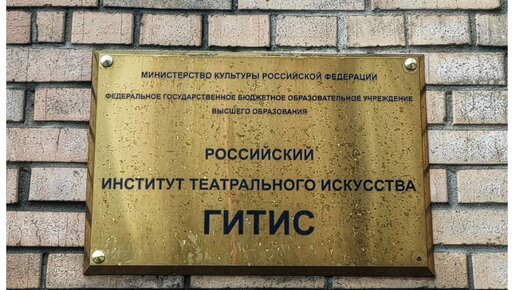 МИНИСТЕРСТВО КУЛЬТУРЫ РОССИЙСКОЙ ФЕДЕРАЦИИ
ФЕДЕРАЛЬНОЕ ГОСУДАРСТВЕННОЕ БЮДЖЕТНОЕ ОБРАЗОВАТЕЛЬНОЕ УЧРЕЖДЕНИЕ
ВЫСШЕГО ОБРАЗОВАНИЯ
РОССИЙСКИЙ
ИНСТИТУТ ТЕАТРАЛЬНОГО ИСКУССТВА
ГИТИС